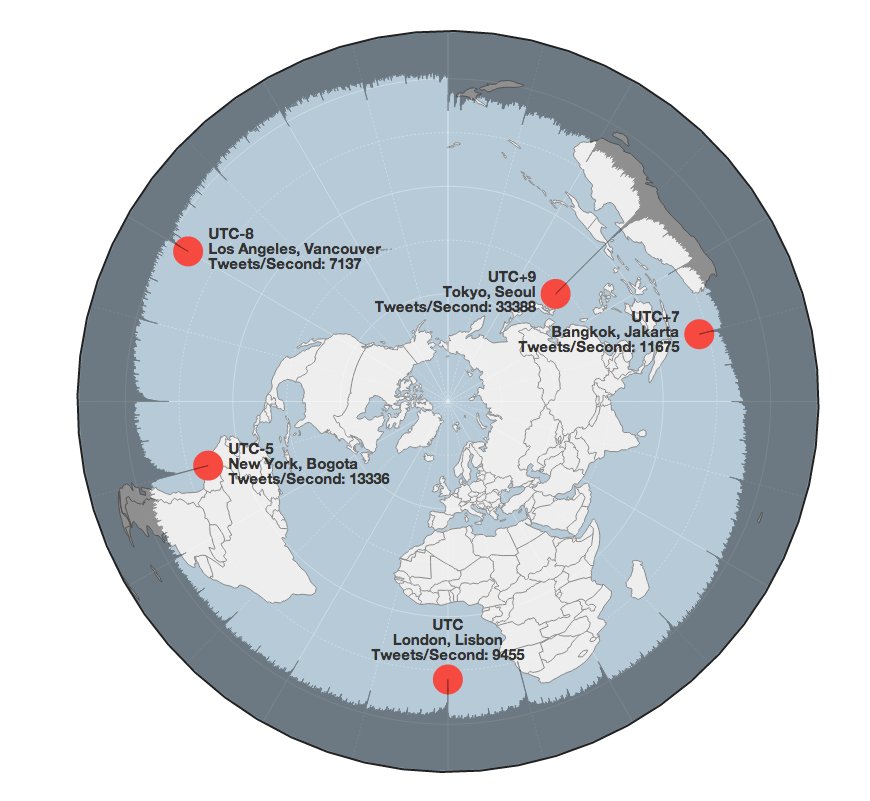 UTC-8
Los Angeles, Vancouver
Tweets/Second: 7137
UTC+9
Tokyo, Seoul
Tweets/Second: 33388
UTC+7
Bangkok, Jakarta
Tweets/Second: 11675
UTC-5
New York, Bogota
Tweets/Second: 13336
UTC
London, Lisbon
Tweets/Second: 9455